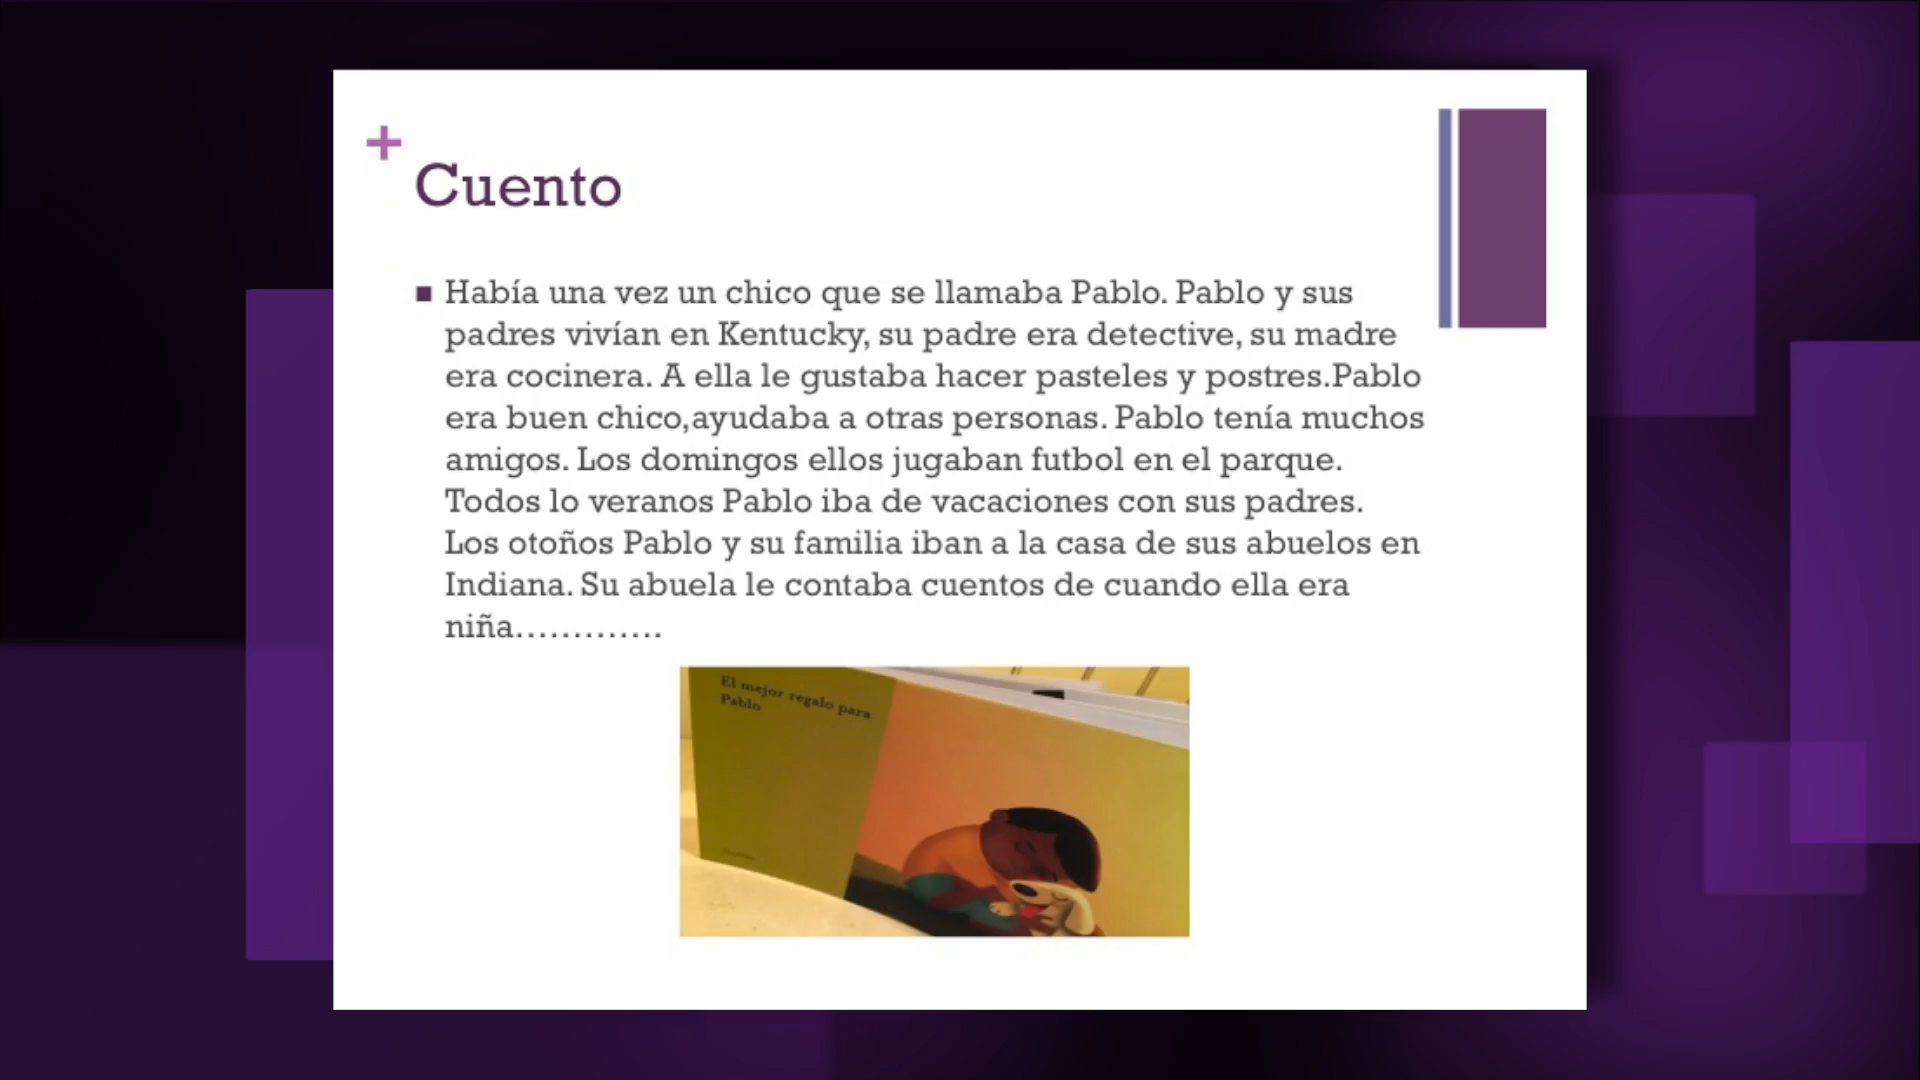 +
Cuento
Había una vez un chico que se llamaba Pablo. Pablo y sus
padres vivían en Kentucky, su padre era detective, su madre
era cocinera. A ella le gustaba hacer pasteles y postres.Pablo
era buen chico,ayudaba a otras personas. Pablo tenía muchos
amigos. Los domingos ellos jugaban futbol en el parque.
Todos lo veranos Pablo iba de vacaciones con sus padres.
Los otoños Pablo y su familia iban a la casa de sus abuelos en
Indiana. Su abuela le contaba cuentos de cuando ella era
niña.............
El mejor regalo para
Pablo